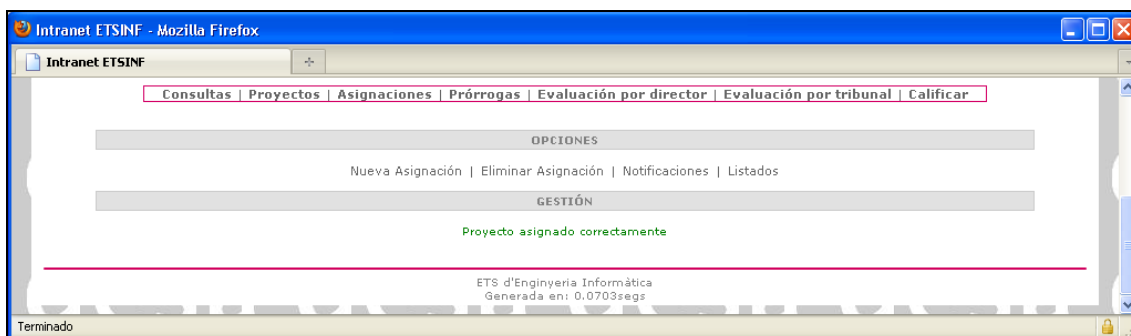 Intranet ETSINF - Mozilla Firefox
Intranet ETSINF
Consultas | Proyectos | Asignaciones | Prórrogas | Evaluación por director | Evaluación por tribunal | Calificar
OPCIONES
Nueva Asignación | Eliminar Asignación | Notificaciones | Listados
GESTIÓN
Proyecto asignado correctamente
ETS d'Enginyeria Informàtica
Generada en: 0.0703segs
Terminado